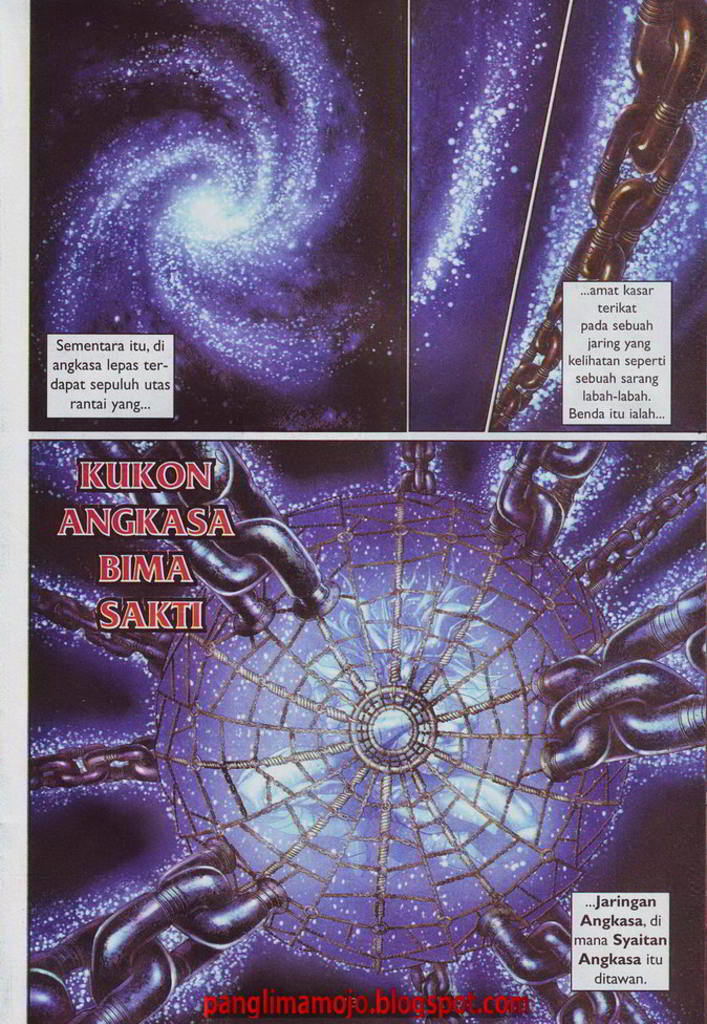 Sementara itu, di
angkasa lepas ter-
dapat sepuluh utas
rantai yang...
...amat kasar
terikat
pada sebuah
jaring yang
kelihatan seperti
sebuah sarang
labah-labah.
Benda itu ialah...
KUKON
ANGKASA
BIMA
SAKTI
...Jaringan
Angkasa, di
mana Syaitan
Angkasa itu
ditawan.
panglimamojo.blogspot.com